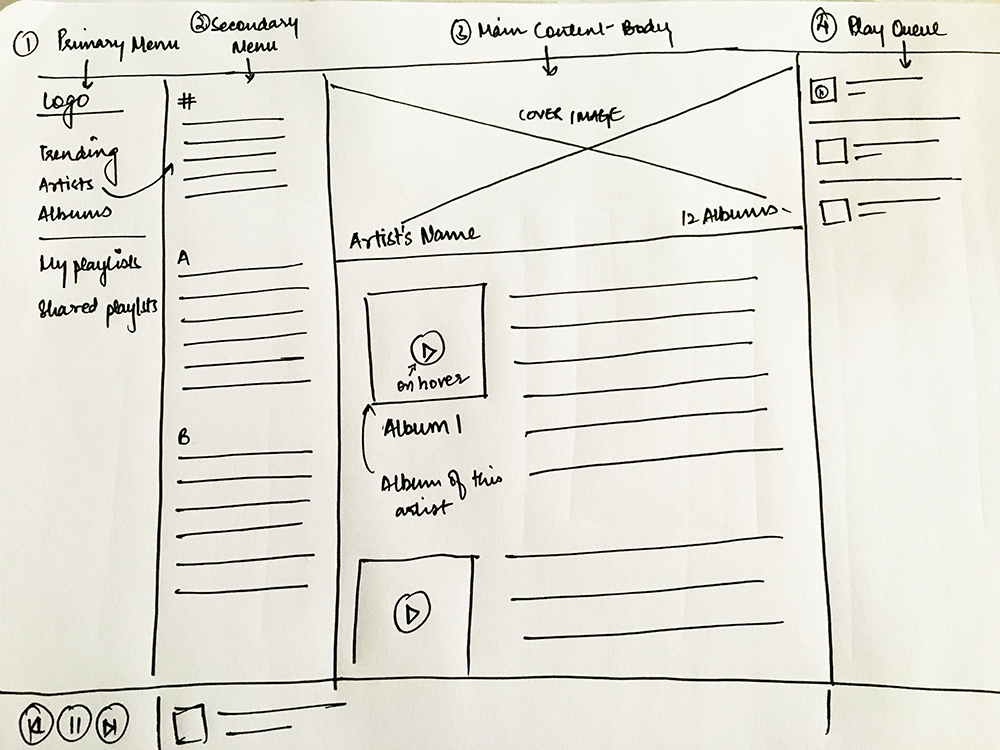 ① Primary Menu
② Secondary
Menu
③ Main Content-Body
④ Play Queue
Logo
Trending
Artists
Albums
My playlists
Shared playlists
#
A
B
COVER IMAGE
Artist's Name
12 Albums
on hover
Album 1
Album of this
artist